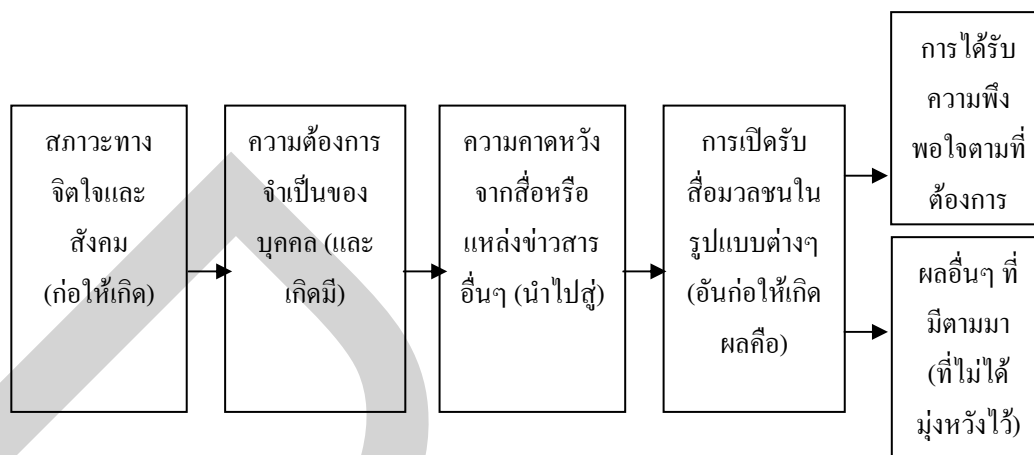 สภาวะทาง
จิตใจและ
สังคม
(ก่อให้เกิด)
ความต้องการ
จำเป็นของ
บุคคล (และ
เกิดมี)
ความคาดหวัง
จากสื่อหรือ
แหล่งข่าวสาร
อื่นๆ (นำไปสู่)
การเปิดรับ
สื่อมวลชนใน
รูปแบบต่างๆ
(อันก่อให้เกิด
ผลคือ)
การได้รับ
ความพึง
พอใจตามที่
ต้องการ
ผลอื่นๆ ที่
มีตามมา
(ที่ไม่ได้
มุ่งหวังไว้)